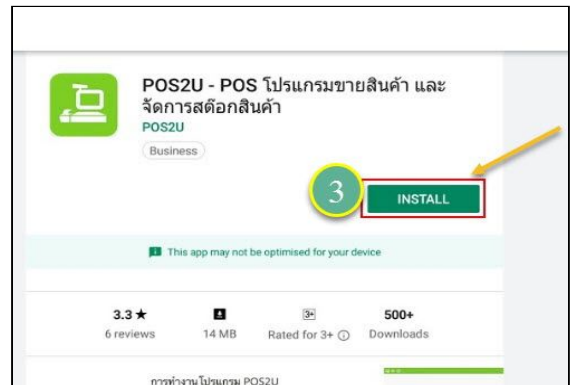 POS2U - POS โปรแกรมขายสินค้า และ
จัดการสต๊อกสินค้า
POS2U
Business
3
INSTALL
This app may not be optimised for your device
3.3 ★
6 reviews
14 MB
3+
Rated for 3+
500+
Downloads
การทำงานโปรแกรม POS2U